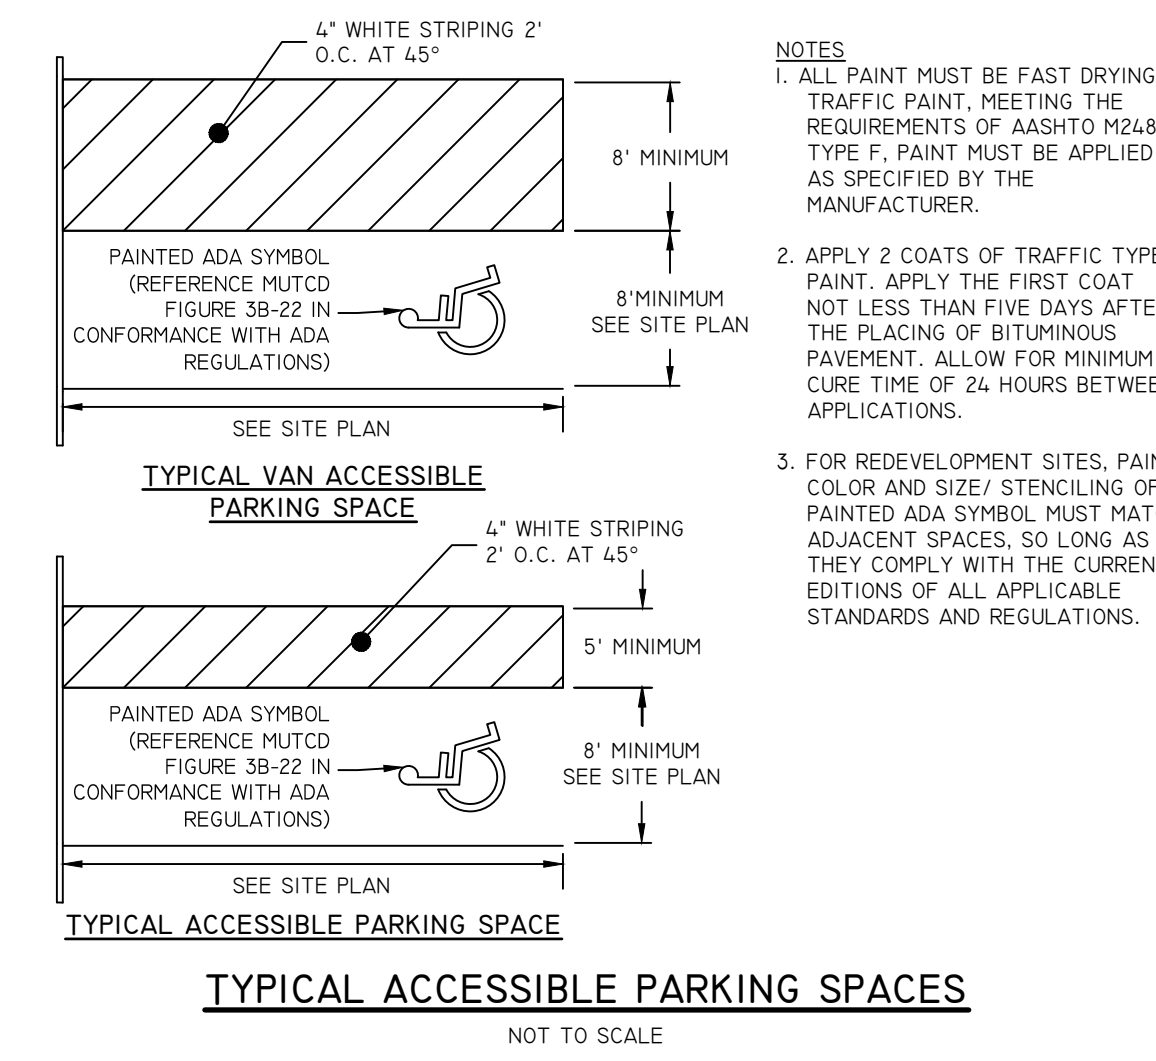 4" WHITE STRIPING 2'
O.C. AT 45°
8' MINIMUM
PAINTED ADA SYMBOL
(REFERENCE MUTCD
FIGURE 3B-22 IN
CONFORMANCE WITH ADA
REGULATIONS)
8'MINIMUM
SEE SITE PLAN
SEE SITE PLAN
TYPICAL VAN ACCESSIBLE
PARKING SPACE
4" WHITE STRIPING
2' O.C. AT 45°
5' MINIMUM
PAINTED ADA SYMBOL
(REFERENCE MUTCD
FIGURE 3B-22 IN
CONFORMANCE WITH ADA
REGULATIONS)
8' MINIMUM
SEE SITE PLAN
SEE SITE PLAN
TYPICAL ACCESSIBLE PARKING SPACE
NOTES
1. ALL PAINT MUST BE FAST DRYING
TRAFFIC PAINT, MEETING THE
REQUIREMENTS OF AASHTO M248
TYPE F, PAINT MUST BE APPLIED
AS SPECIFIED BY THE
MANUFACTURER.
2. APPLY 2 COATS OF TRAFFIC TYPE
PAINT. APPLY THE FIRST COAT
NOT LESS THAN FIVE DAYS AFTE
THE PLACING OF BITUMINOUS
PAVEMENT. ALLOW FOR MINIMUM
CURE TIME OF 24 HOURS BETWEE
APPLICATIONS.
3. FOR REDEVELOPMENT SITES, PAIN
COLOR AND SIZE/ STENCILING OF
PAINTED ADA SYMBOL MUST MAT
ADJACENT SPACES, SO LONG AS
THEY COMPLY WITH THE CURREN
EDITIONS OF ALL APPLICABLE
STANDARDS AND REGULATIONS.
TYPICAL ACCESSIBLE PARKING SPACES
NOT TO SCALE